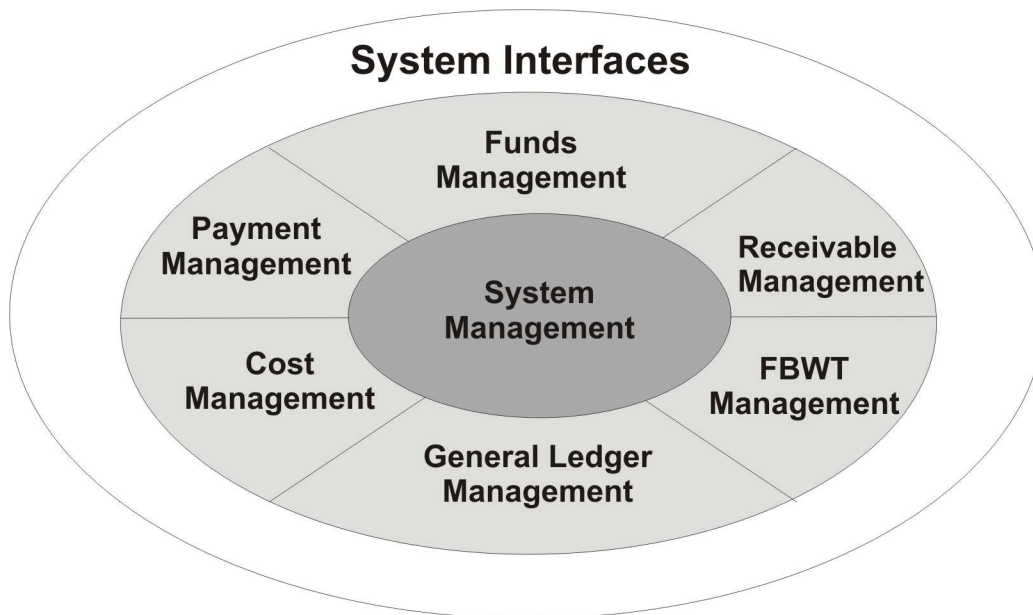 System Interfaces
Funds
Management
Payment
Management
Receivable
Management
System
Management
Cost
Management
FBWT
Management
General Ledger
Management